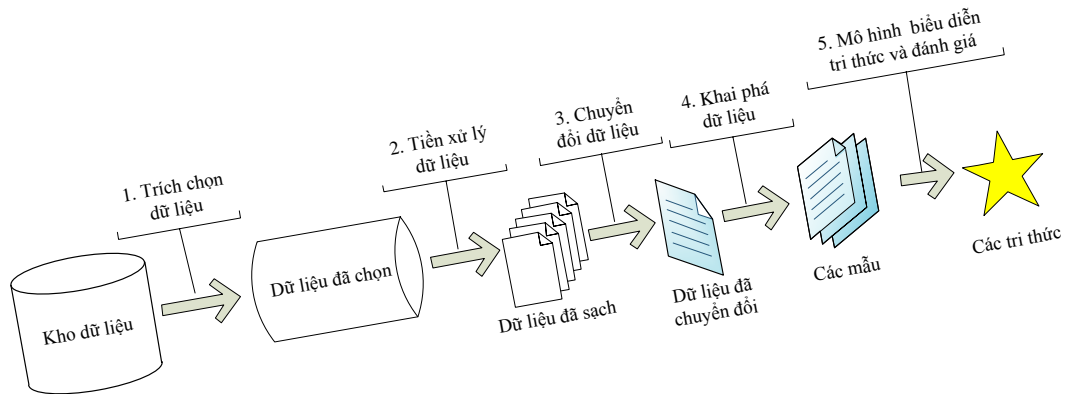 1. Trích chọn
dữ liệu
2. Tiền xử lý
dữ liệu
3. Chuyển
đổi dữ liệu
4. Khai phá
dữ liệu
5. Mô hình biểu diễn
tri thức và đánh giá
Kho dữ liệu
Dữ liệu đã chọn
Dữ liệu đã sạch
Dữ liệu đã
chuyển đổi
Các mẫu
Các tri thức